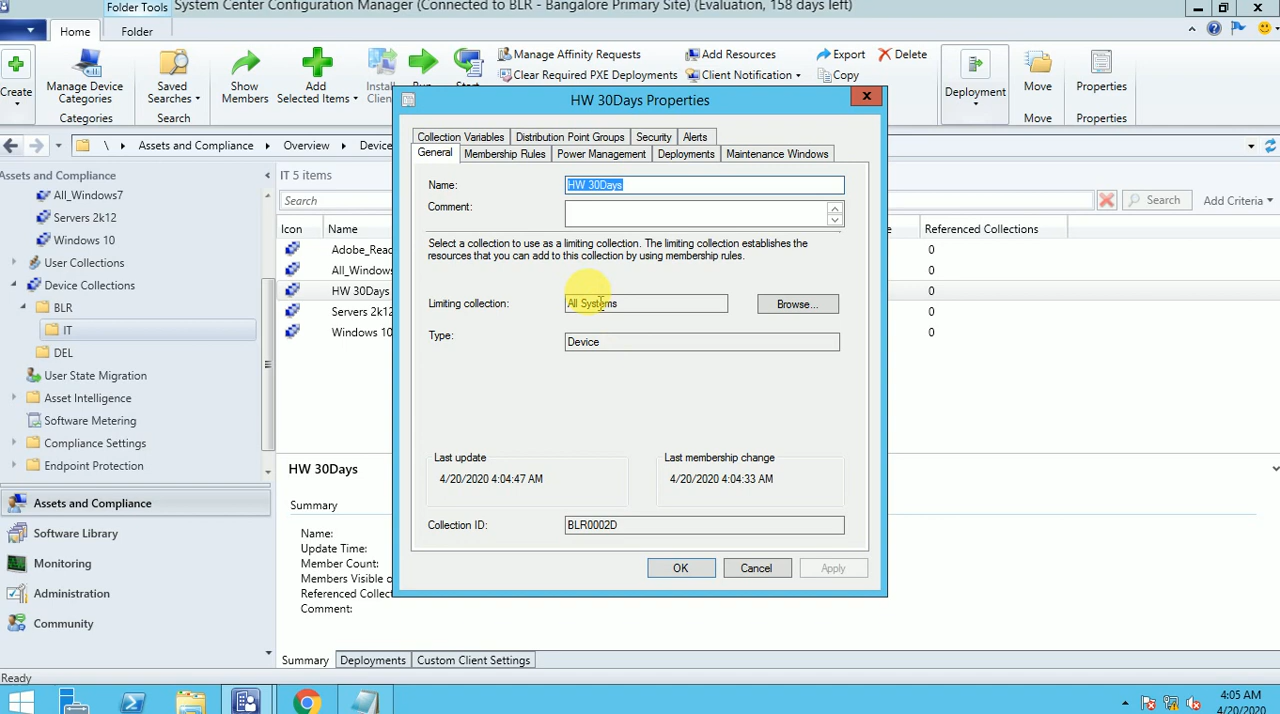 System Center Configuration Manager (Connected to BLR - Bangalore Primary Site) (Evaluation, 158 days left)
Folder Tools
Home
Folder
Create
Manage Device
Categories
Categories
Saved
Searches
Search
Show
Members
Add
Selected Items
Install
Client
Run
Start
Manage Affinity Requests
Clear Required PXE Deployments
Add Resources
Client Notification
Export
Copy
Delete
Deployment
Move
Move
Properties
Properties
\ Assets and Compliance Overview
Assets and Compliance
All_Windows7
Servers 2k12
Windows 10
User Collections
Device Collections
BLR
IT
DEL
User State Migration
Asset Intelligence
Software Metering
Compliance Settings
Endpoint Protection
Assets and Compliance
Software Library
Monitoring
Administration
Community
IT 5 items
Search
Search
Add Criteria
Icon
Name
Referenced Collections
0
All_Windows
0
HW 30Days
0
Servers 2k12
0
Windows 10
0
HW 30Days
Summary
Name:
Update Time:
Member Count:
Members Visible
Referenced
Comment:
Summary
Deployments
Custom Client Settings
HW 30Days Properties
X
Collection Variables
Distribution Point Groups
Security
Alerts
General
Membership Rules
Power Management
Deployments
Maintenance Windows
Name:
HW 30Days
Comment:
Select a collection to use as a limiting collection. The limiting collection establishes the
resources that you can add to this collection by using membership rules.
Limiting collection:
All Systems
Browse...
Type:
Device
Last update
4/20/2020 4:04:47 AM
Last membership change
4/20/2020 4:04:33 AM
Collection ID:
BLR0002D
OK
Cancel
Apply
Ready
4:05 AM
4/20/2020